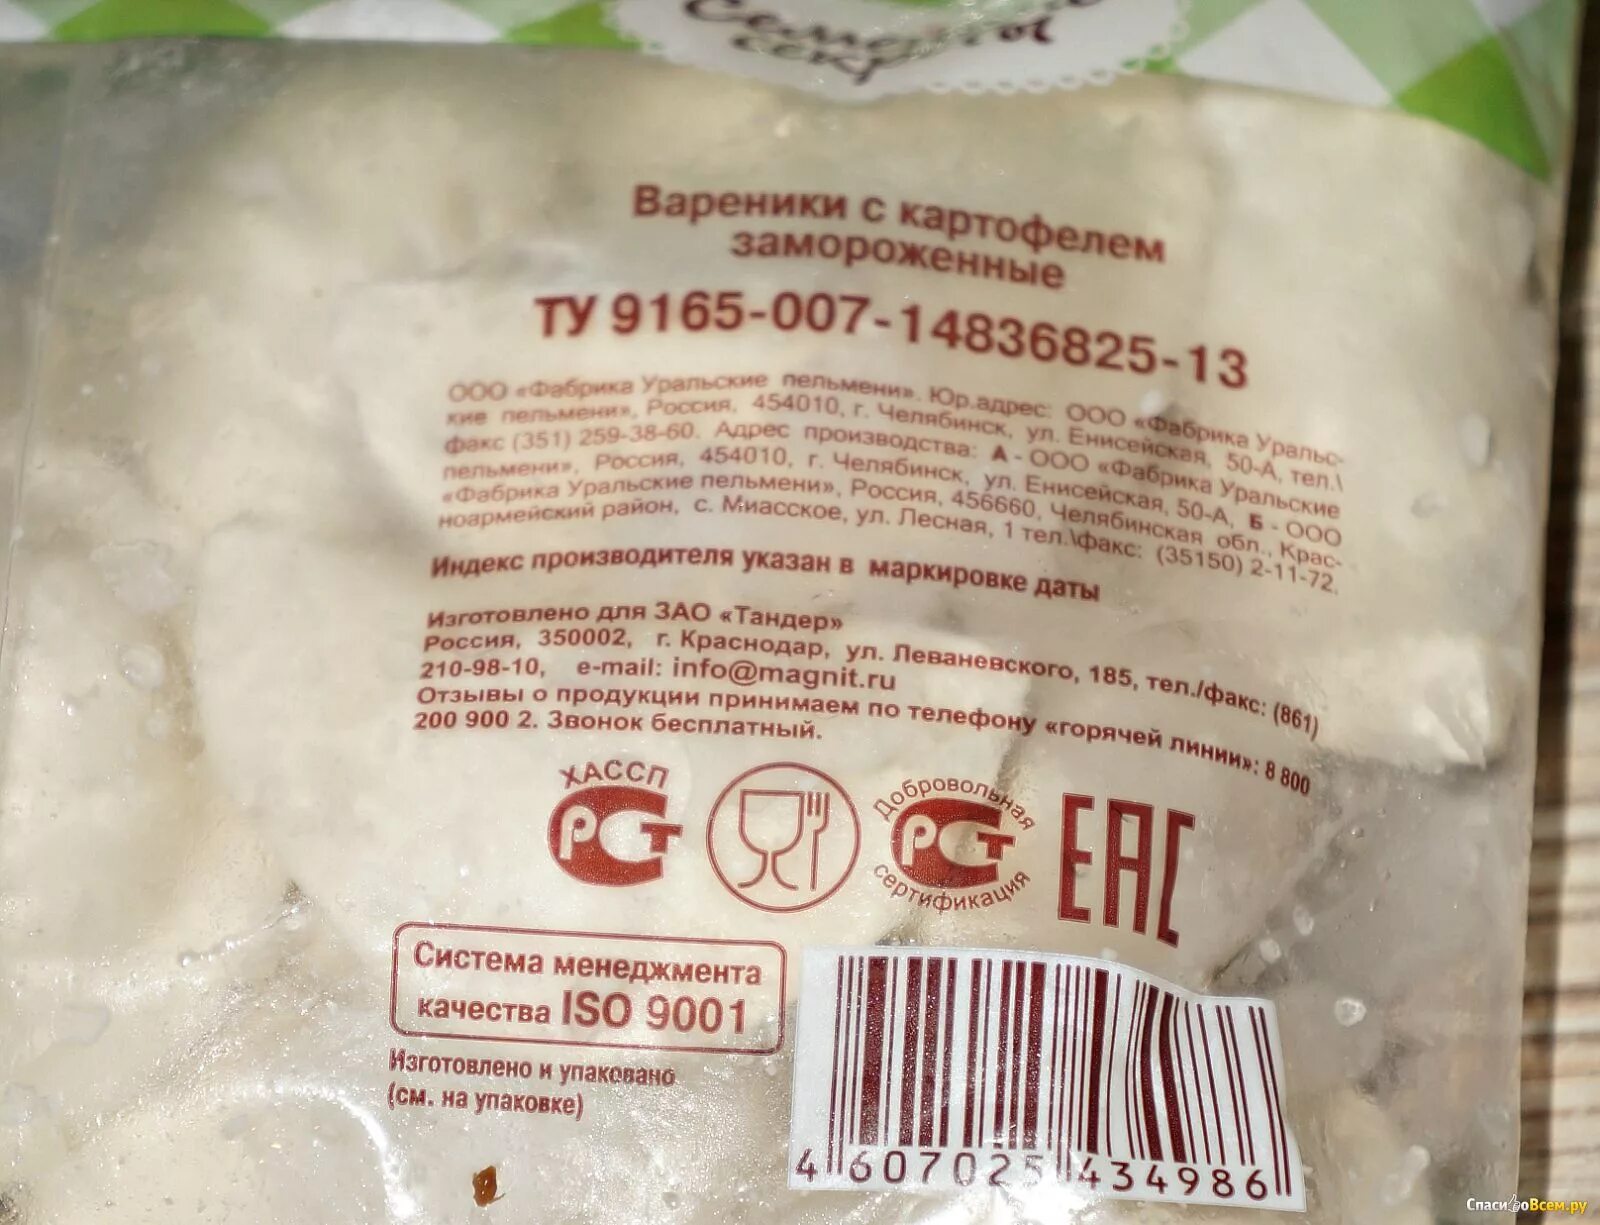 Семейные
секреты
Вареники с картофелем
замороженные
ТУ 9165-007-14836825-13
ООО «Фабрика Уральские пельмени». Юр.адрес: ООО «Фабрика Уральс-
кие пельмени», Россия, 454010, г. Челябинск, ул. Енисейская, 50-А, тел.\
факс (351) 259-38-60. Адрес производства: А - ООО «Фабрика Уральские
пельмени», Россия, 454010, г. Челябинск, ул. Енисейская, 50-А, Б - ООО
«Фабрика Уральские пельмени», Россия, 456660, Челябинская обл., Крас-
ноармейский район, с. Миасское, ул. Лесная, 1 тел.\факс: (35150) 2-11-72.
Индекс производителя указан в маркировке даты
Изготовлено для ЗАО «Тандер»
Россия, 350002, г. Краснодар, ул. Леваневского, 185, тел./факс: (861)
210-98-10, e-mail: info@magnit.ru
Отзывы о продукции принимаем по телефону «горячей линии»: 8 800
200 900 2. Звонок бесплатный.
ХАССП
РСТ
Добровольная
РСТ
сертификация
ЕАС
Система менеджмента
качества ISO 9001
Изготовлено и упаковано
(см. на упаковке)
4 607025 434986
СпасибоВсем.ру